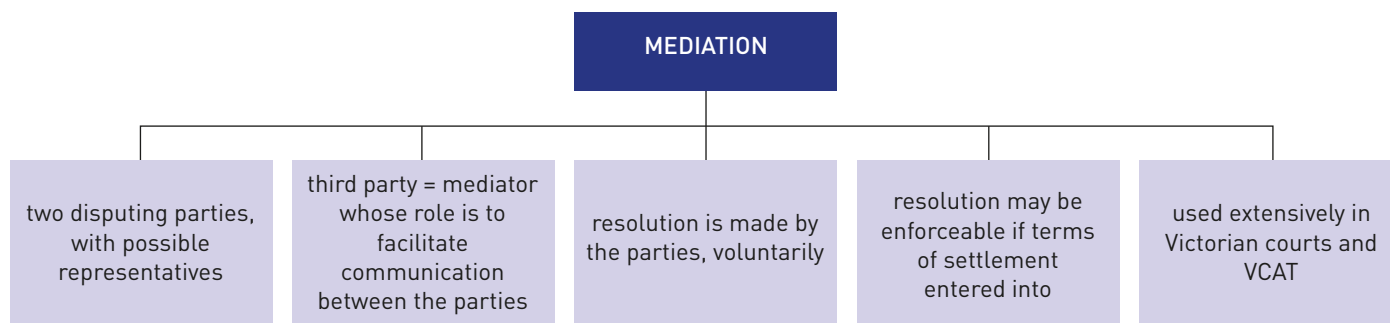 MEDIATION
two disputing parties,
with possible
representatives
third party = mediator
whose role is to
facilitate
communication
between the parties
resolution is made by
the parties, voluntarily
resolution may be
enforceable if terms
of settlement
entered into
used extensively in
Victorian courts and
VCAT